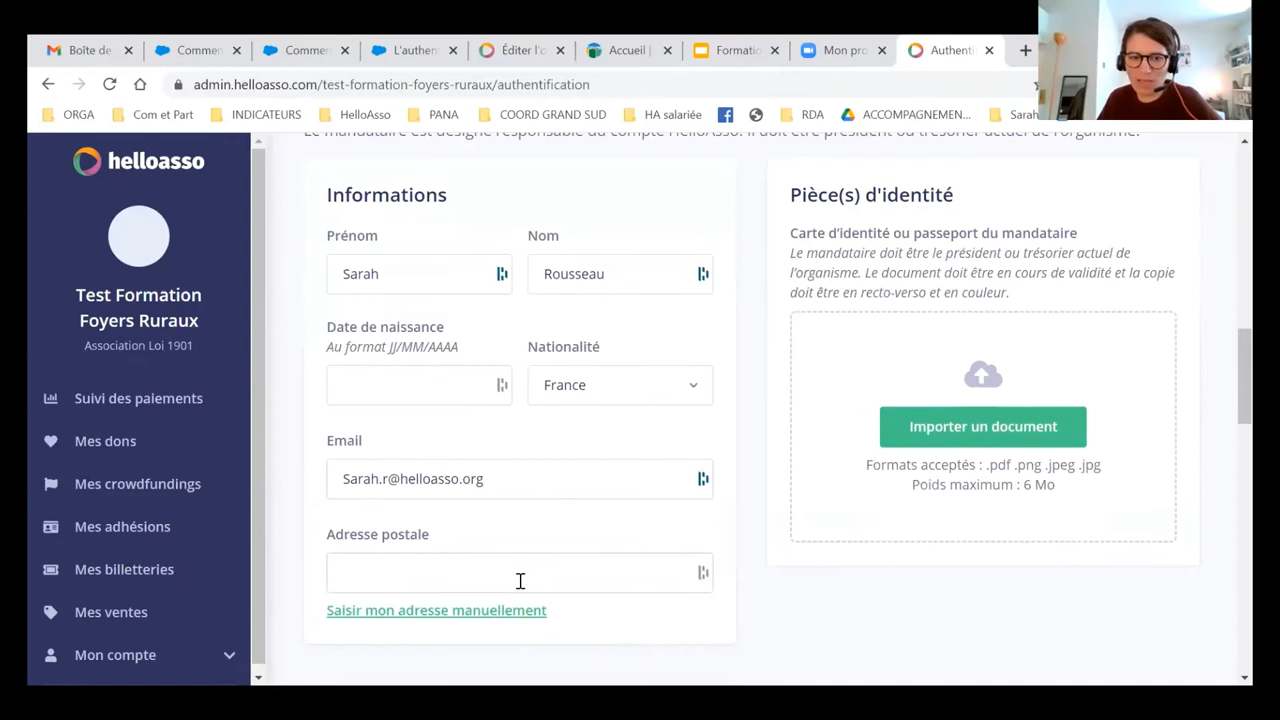 Boîte de
Commen
Commen
L'authen
Éditer l'o
Accueil |
Formatio
Mon pro
Authenti
admin.helloasso.com/test-formation-foyers-ruraux/authentification
ORGA
Com et Part
INDICATEURS
HelloAsso
PANA
COORD GRAND SUD
HA salariée
RDA
ACCOMPAGNEMEN...
Sarah
helloasso
Test Formation
Foyers Ruraux
Association Loi 1901
Suivi des paiements
Mes dons
Mes crowdfundings
Mes adhésions
Mes billetteries
Mes ventes
Mon compte
Le mandataire est désigné responsable du compte HelloAsso. Il doit être président ou trésorier actuel de l'organisme.
Informations
Prénom
Nom
Sarah
Rousseau
Date de naissance
Au format JJ/MM/AAAA
Nationalité
France
Email
Sarah.r@helloasso.org
Adresse postale
Saisir mon adresse manuellement
Pièce(s) d'identité
Carte d'identité ou passeport du mandataire
Le mandataire doit être le président ou trésorier actuel de
l'organisme. Le document doit être en cours de validité et la copie
doit être en recto-verso et en couleur.
Importer un document
Formats acceptés : .pdf .png .jpeg .jpg
Poids maximum : 6 Mo